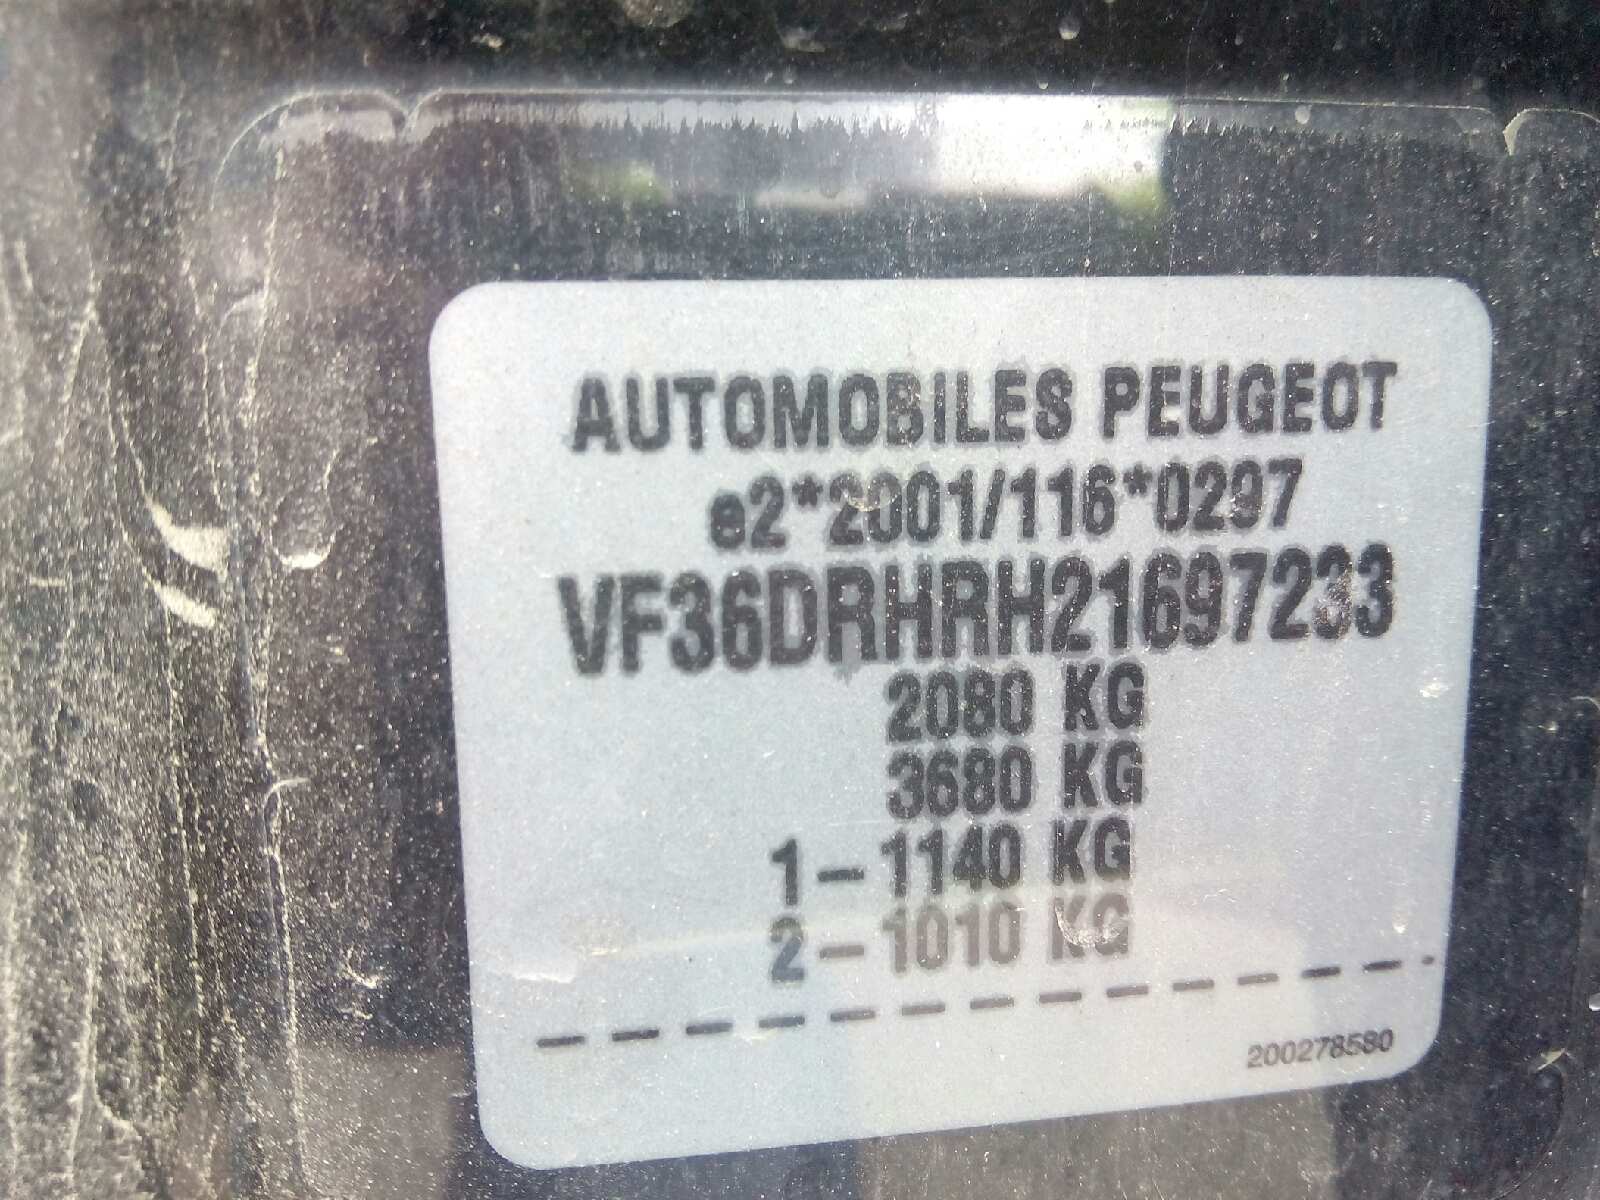 AUTOMOBILES PEUGEOT
e2*2001/116*0297
VF36DRHRH21697233
2080 KG
3680 KG
1-1140 KG
2-1010 KG
200278580